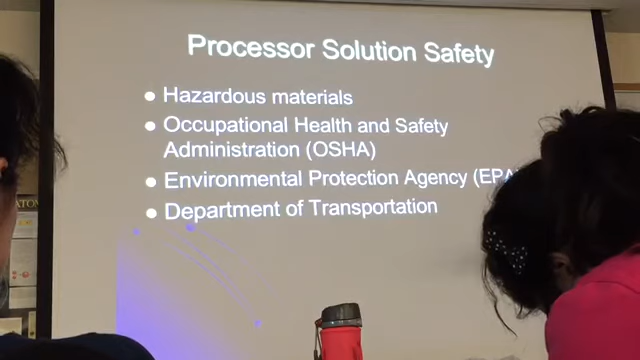 Processor Solution Safety
• Hazardous materials
• Occupational Health and Safety
Administration (OSHA)
• Environmental Protection Agency (EPA
• Department of Transportation